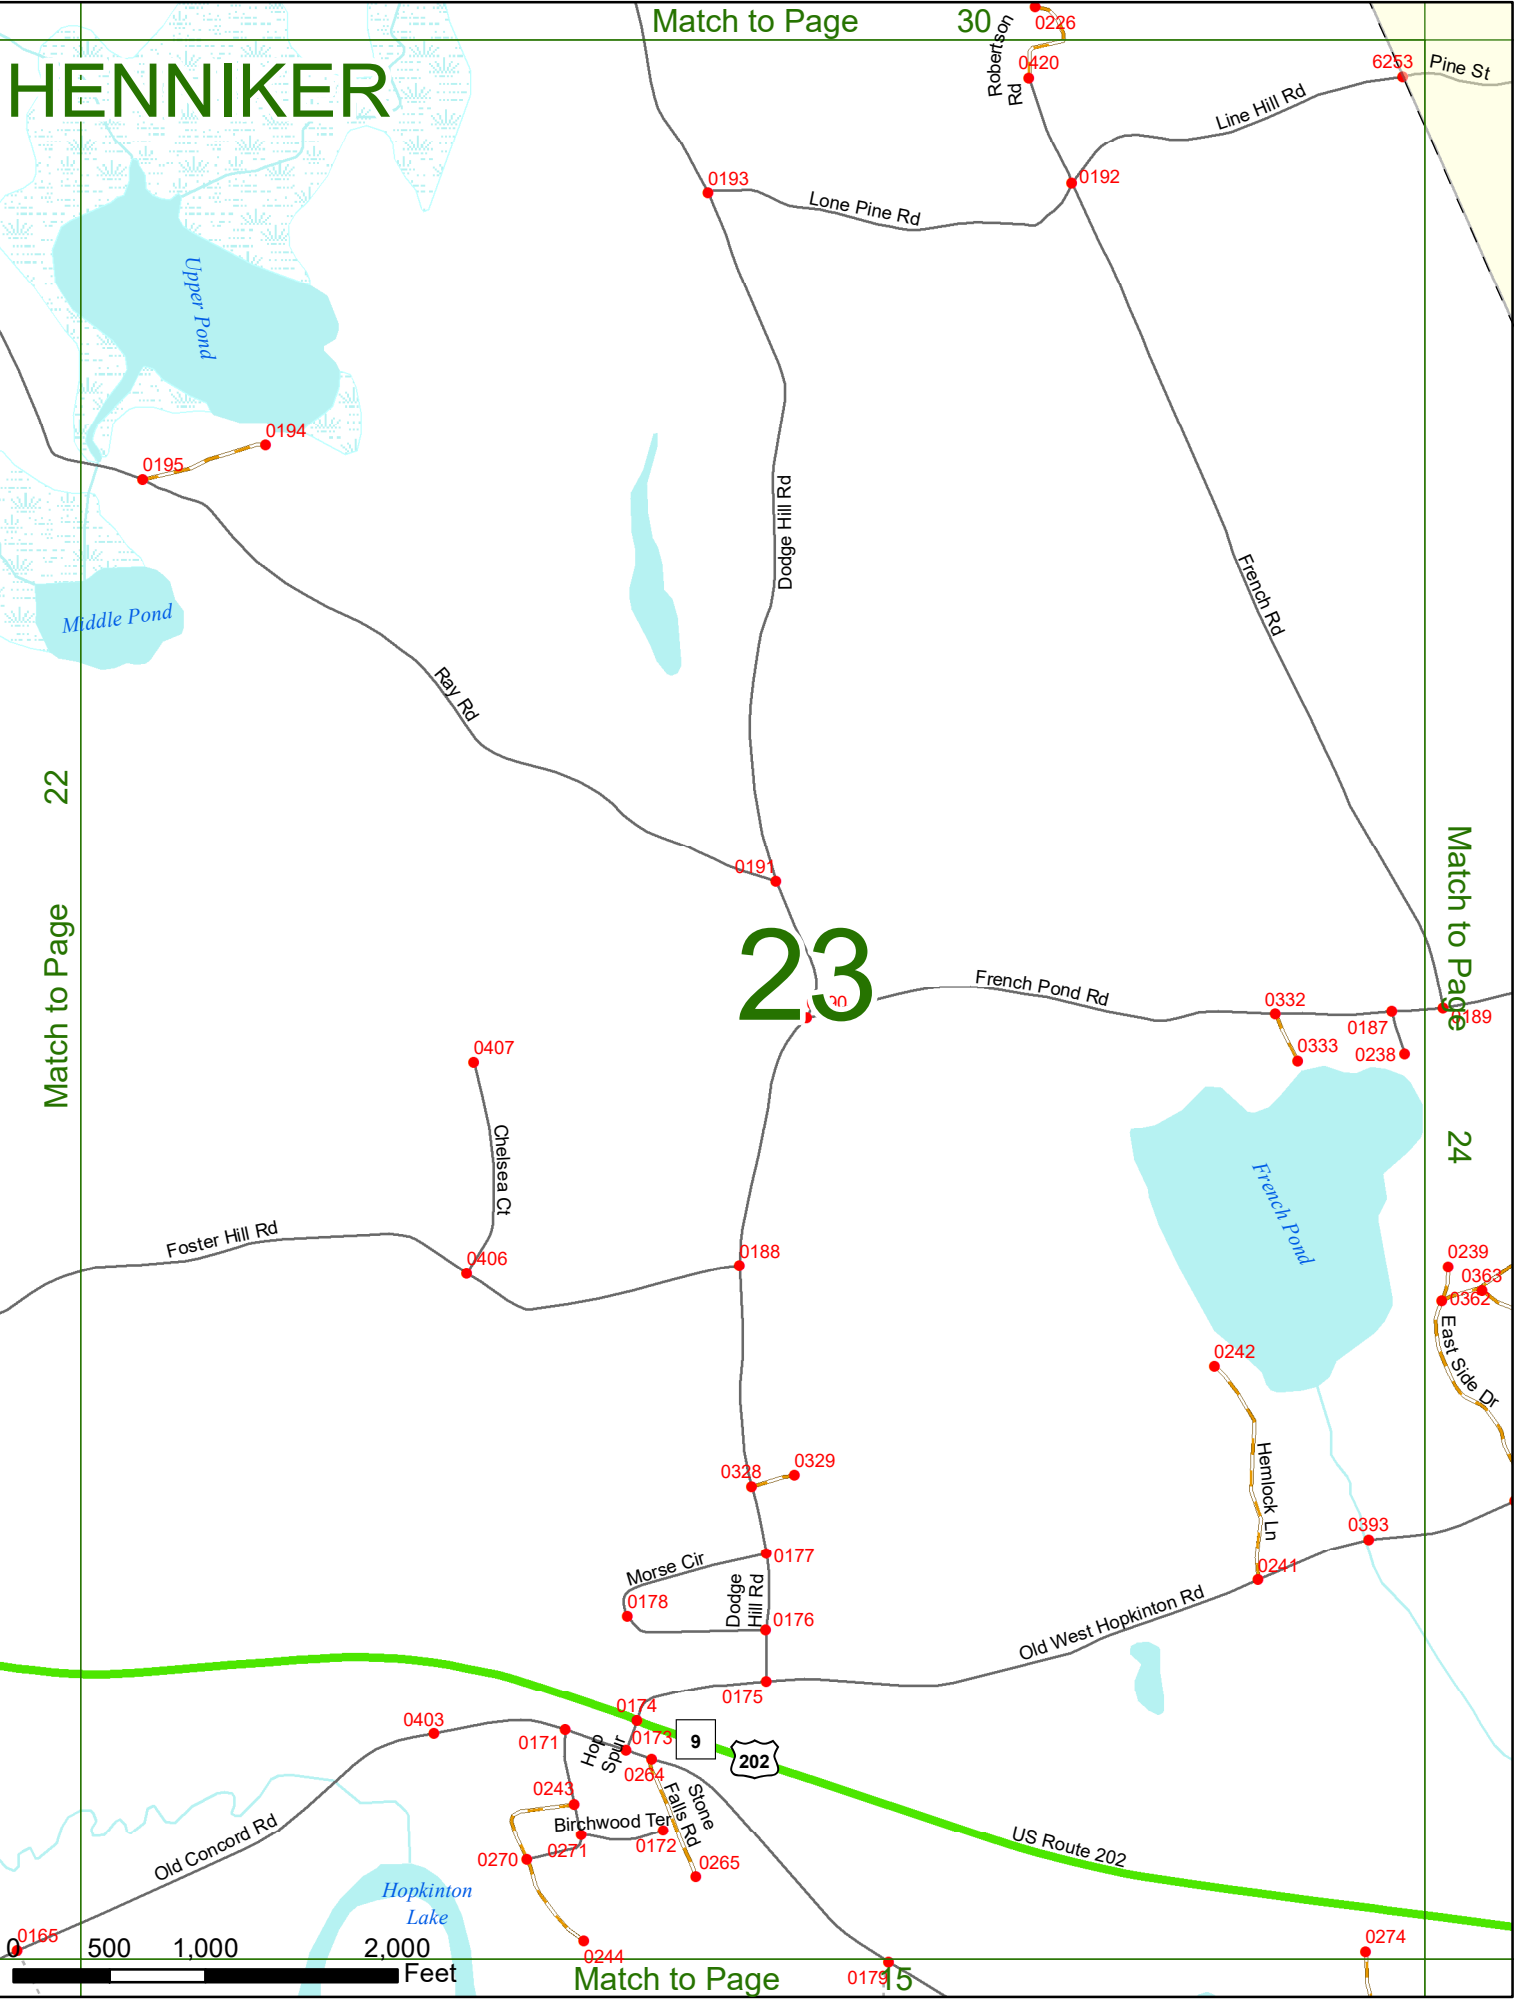 Match to Page 30
HENNIKER
Robertson
Rd
0226
0420
6253
Pine St
Line Hill Rd
0193
0192
Lone Pine Rd
Upper Pond
0194
0195
Dodge Hill Rd
French Rd
Middle Pond
Ray Rd
Match to Page 22
0191
Match to Page 24
23
90
French Pond Rd
0332
0187
0189
0333
0238
0407
Chelsea Ct
French Pond
Foster Hill Rd
0406
0188
0239
0363
0362
East Side Dr
0242
Hemlock Ln
0328
0329
0393
0177
Morse Cir
0241
0178
Dodge
Hill Rd
0176
Old West Hopkinton Rd
0175
0174
0403
0171
Hop
Spur
0173
9
202
0264
0243
Stone
Falls Rd
Birchwood Ter
0172
0271
0270
0265
Old Concord Rd
US Route 202
Hopkinton
Lake
0165
0 500 1,000 2,000
Feet
0244
0274
0179
Match to Page 15